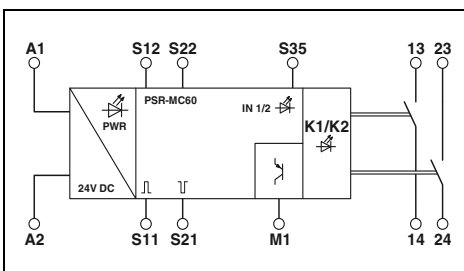 A1 S12 S22 S35 13 23
PSR-MC60
IN 1/2
PWR
K1/K2
24V DC
A2 S11 S21 M1 14 24